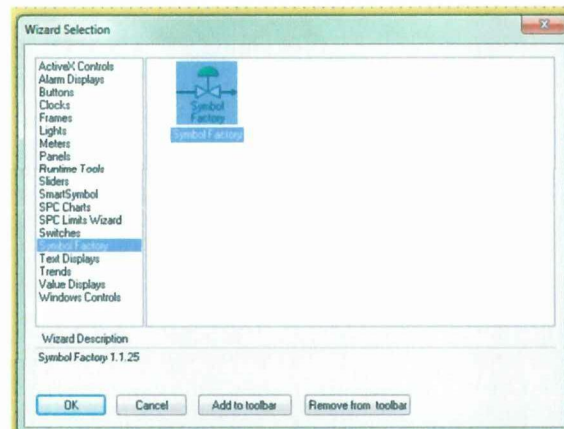 Wizard Selection
ActiveX Controls
Alarm Displays
Buttons
Clocks
Frames
Lights
Meters
Panels
Runtime Tools
Sliders
SmartSymbol
SPC Charts
SPC Limits Wizard
Switches
Symbol Factory
Text Displays
Trends
Value Displays
Windows Controls
Symbol
Factory
Symbol Factory
Wizard Description
Symbol Factory 1.1.25
OK
Cancel
Add to toolbar
Remove from toolbar